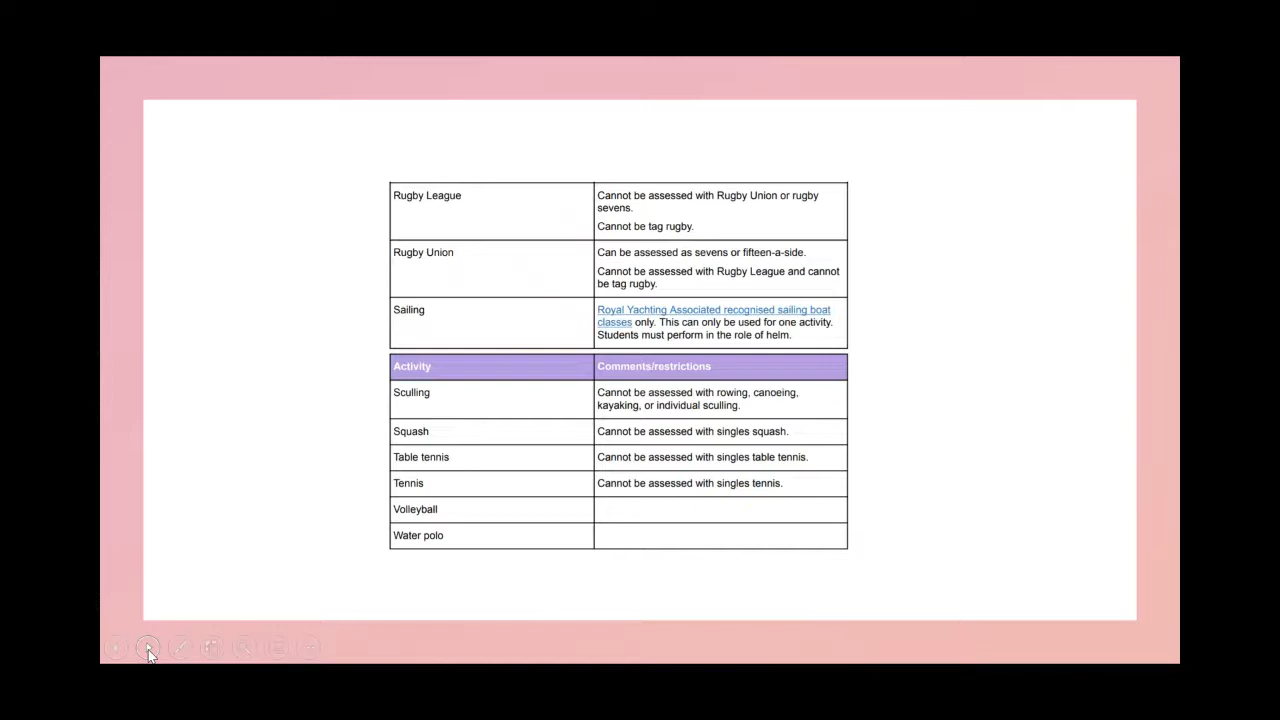 Rugby League
Cannot be assessed with Rugby Union or rugby
sevens.
Cannot be tag rugby.
Rugby Union
Can be assessed as sevens or fifteen-a-side.
Cannot be assessed with Rugby League and cannot
be tag rugby.
Sailing
Royal Yachting Associated recognised sailing boat
classes only. This can only be used for one activity.
Students must perform in the role of helm.
Activity
Comments/restrictions
Sculling
Cannot be assessed with rowing, canoeing,
kayaking, or individual sculling.
Squash
Cannot be assessed with singles squash.
Table tennis
Cannot be assessed with singles table tennis.
Tennis
Cannot be assessed with singles tennis.
Volleyball
Water polo